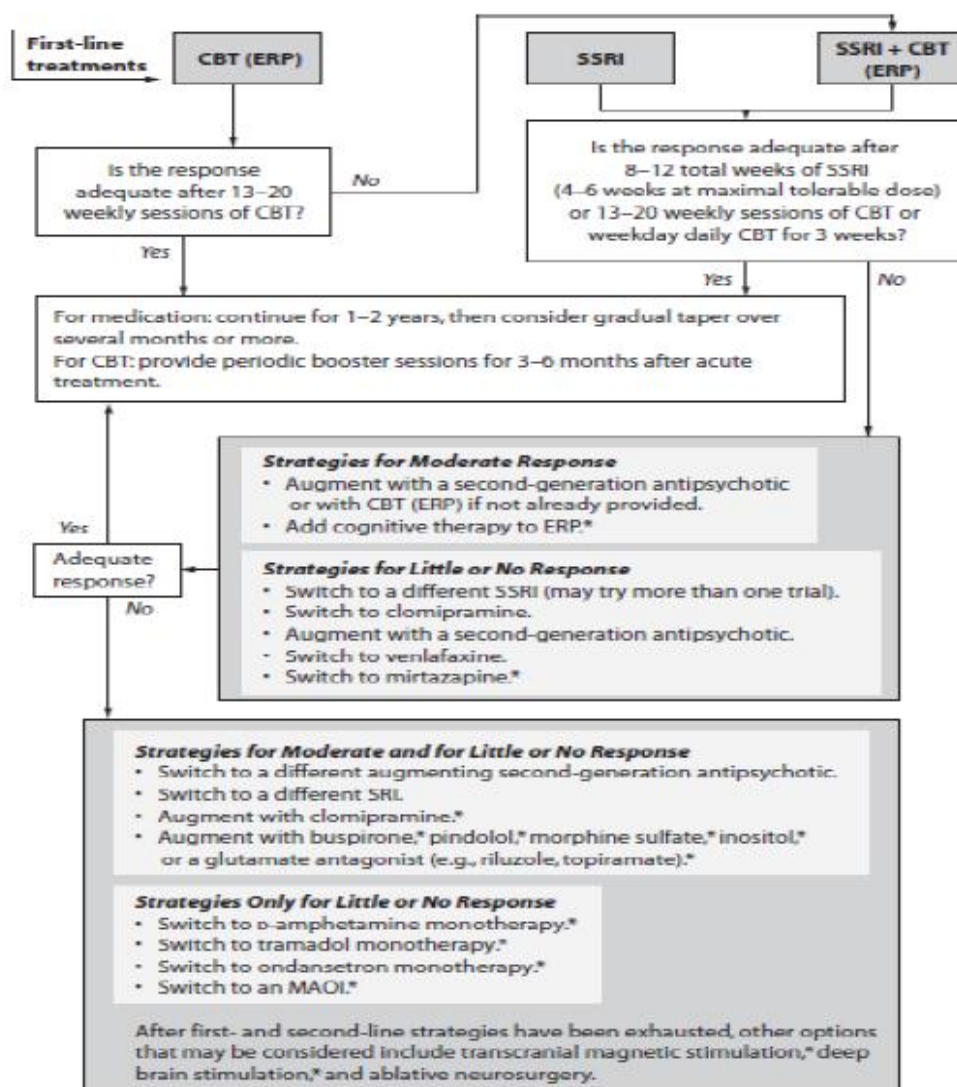 First-line
treatments
CBT (ERP)
SSRI
SSRI + CBT
(ERP)
Is the response
adequate after 13–20
weekly sessions of CBT?
No
Yes
Is the response adequate after
8–12 total weeks of SSRI
(4–6 weeks at maximal tolerable dose)
or 13–20 weekly sessions of CBT or
weekday daily CBT for 3 weeks?
Yes
No
For medication: continue for 1–2 years, then consider gradual taper over
several months or more.
For CBT: provide periodic booster sessions for 3–6 months after acute
treatment.
Strategies for Moderate Response
• Augment with a second-generation antipsychotic
or with CBT (ERP) if not already provided.
• Add cognitive therapy to ERP.*
Yes
Adequate
response?
No
Strategies for Little or No Response
• Switch to a different SSRI (may try more than one trial).
• Switch to clomipramine.
• Augment with a second-generation antipsychotic.
• Switch to venlafaxine.
• Switch to mirtazapine.*
Strategies for Moderate and for Little or No Response
• Switch to a different augmenting second-generation antipsychotic.
• Switch to a different SRI.
• Augment with clomipramine.*
• Augment with buspirone,* pindolol,* morphine sulfate,* inositol,*
or a glutamate antagonist (e.g., riluzole, topiramate).*
Strategies Only for Little or No Response
• Switch to D-amphetamine monotherapy.*
• Switch to tramadol monotherapy.*
• Switch to ondansetron monotherapy.*
• Switch to an MAOI.*
After first- and second-line strategies have been exhausted, other options
that may be considered include transcranial magnetic stimulation,* deep
brain stimulation,* and ablative neurosurgery.